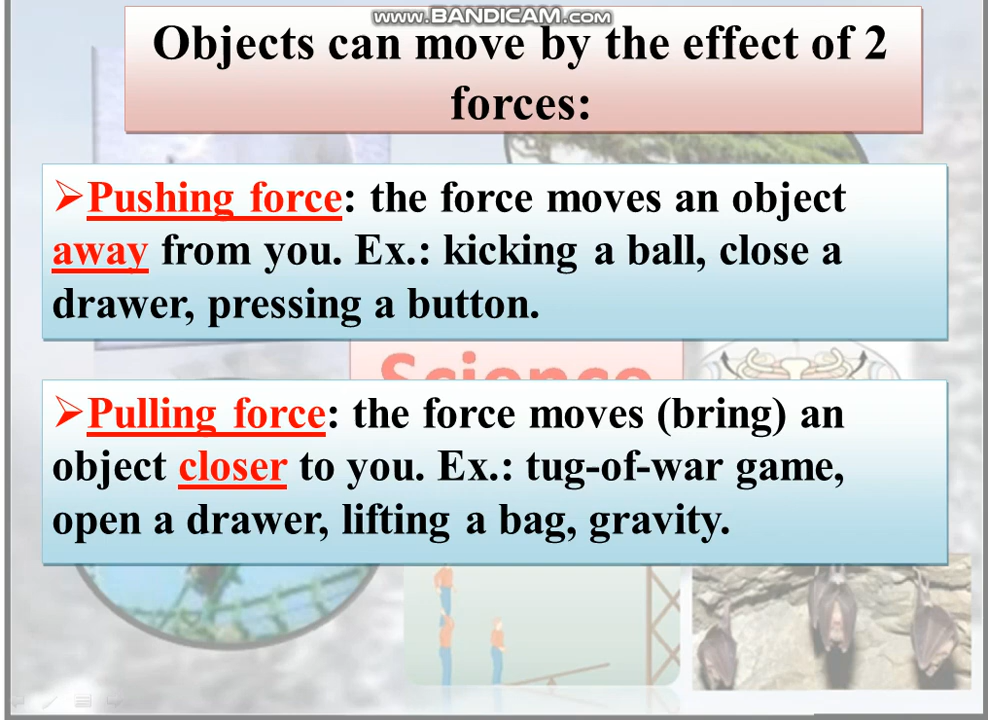 www.BANDICAM.com
Objects can move by the effect of 2
forces:
➢Pushing force: the force moves an object
away from you. Ex.: kicking a ball, close a
drawer, pressing a button.
Science
➢Pulling force: the force moves (bring) an
object closer to you. Ex.: tug-of-war game,
open a drawer, lifting a bag, gravity.